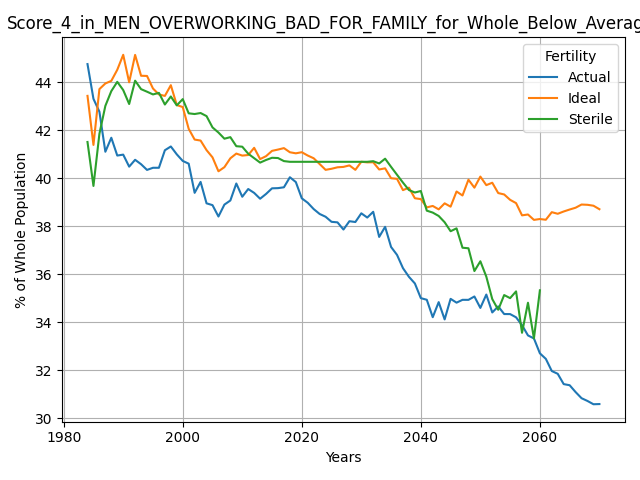 Score_4_in_MEN_OVERWORKING_BAD_FOR_FAMILY_for_Whole_Below_Averag
Fertility
Actual
Ideal
Sterile
% of Whole Population
44
42
40
38
36
34
32
30
1980 2000 2020 2040 2060
Years